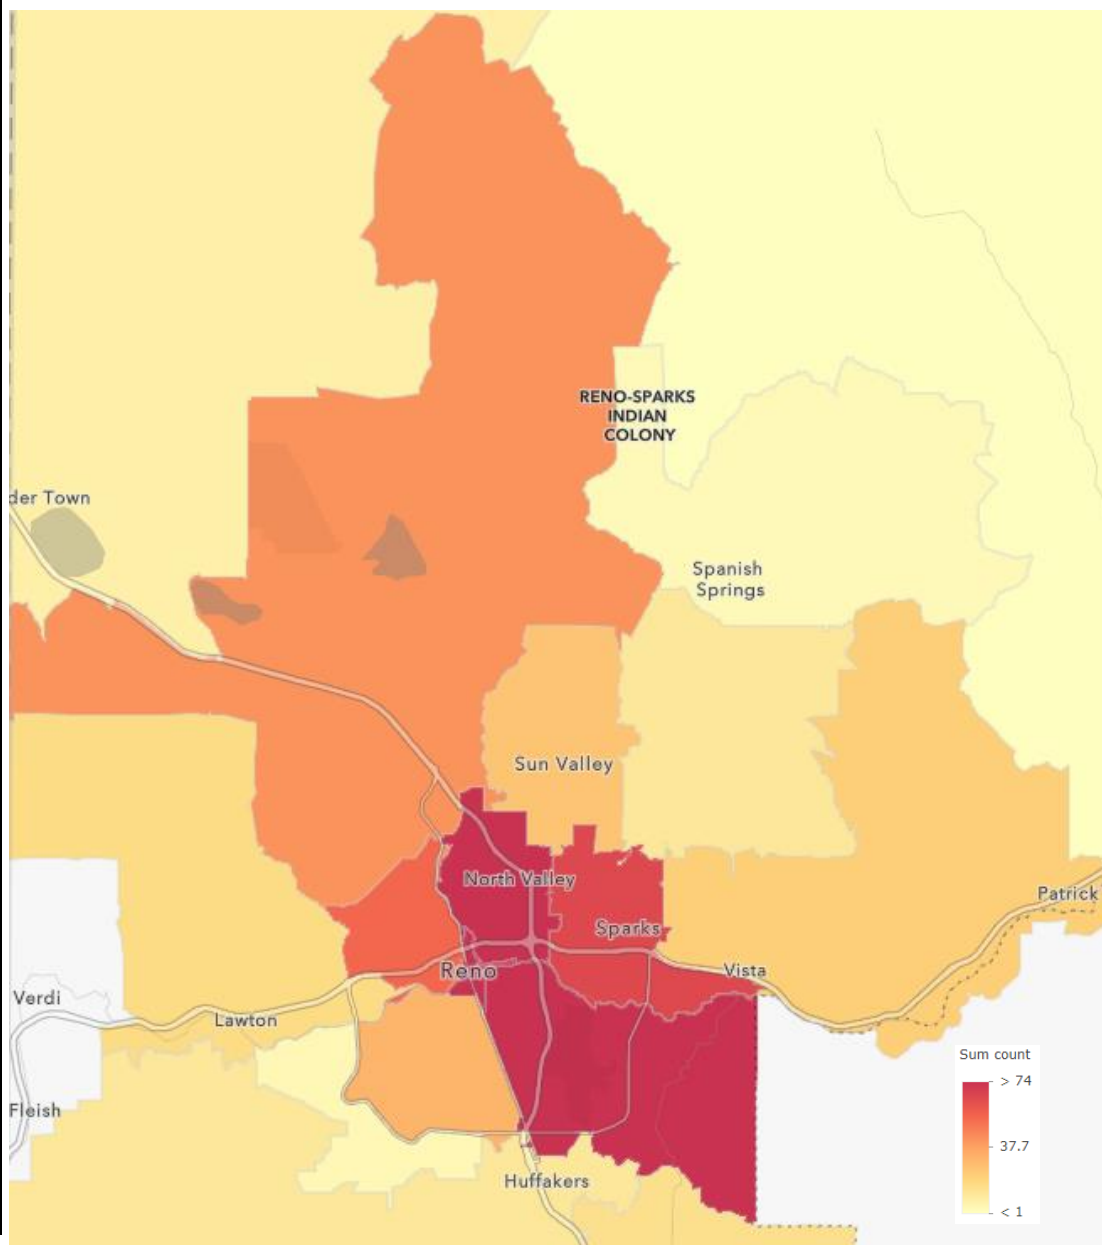 RENO-SPARKS
INDIAN
COLONY
der Town
Spanish
Springs
Sun Valley
North Valley
Patrick
Sparks
Reno
Vista
Verdi
Lawton
Sum count
> 74
Fleish
37.7
Huffakers
< 1